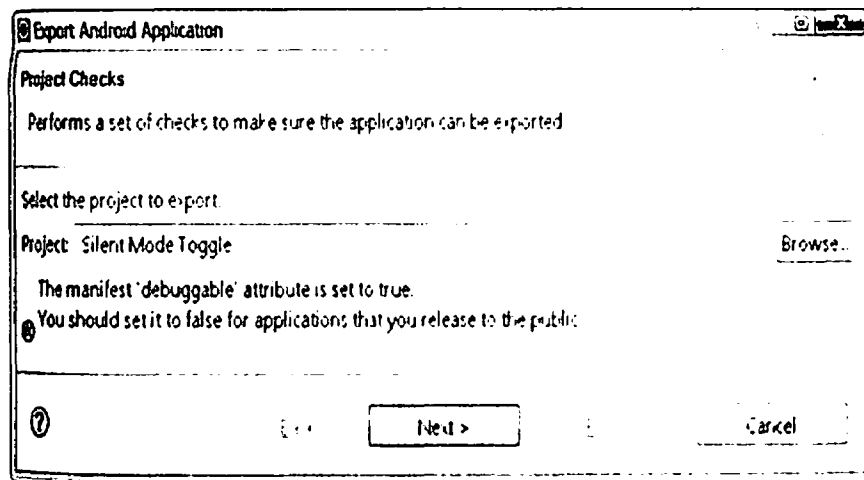 Export Android Application
Project Checks
Performs a set of checks to make sure the application can be exported
Select the project to export.
Project: Silent Mode Toggle
Browse...
The manifest 'debuggable' attribute is set to true.
You should set it to false for applications that you release to the public
Next >
Cancel